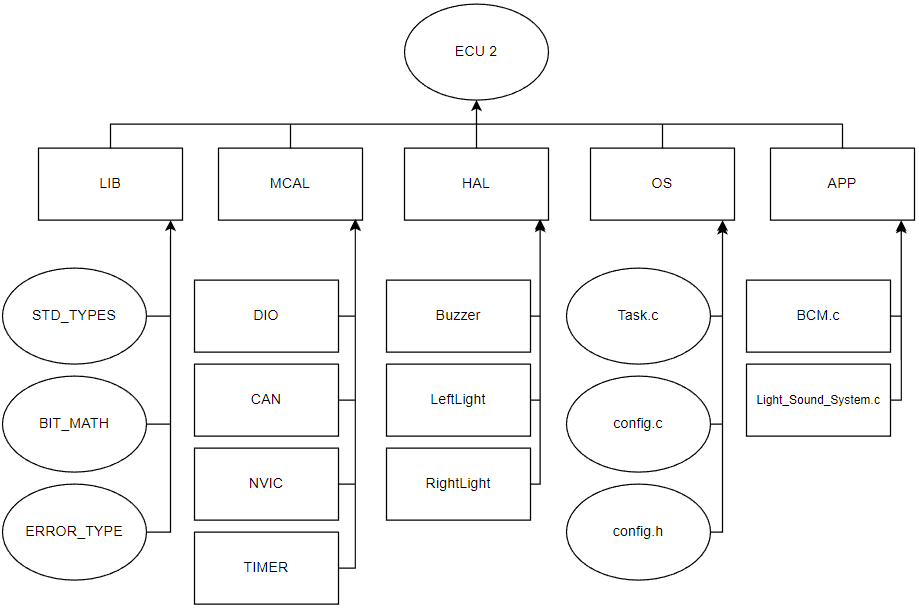 ECU 2
LIB
MCAL
HAL
OS
APP
STD_TYPES
BIT_MATH
ERROR_TYPE
DIO
CAN
NVIC
TIMER
Buzzer
LeftLight
RightLight
Task.c
config.c
config.h
BCM.c
Light_Sound_System.c